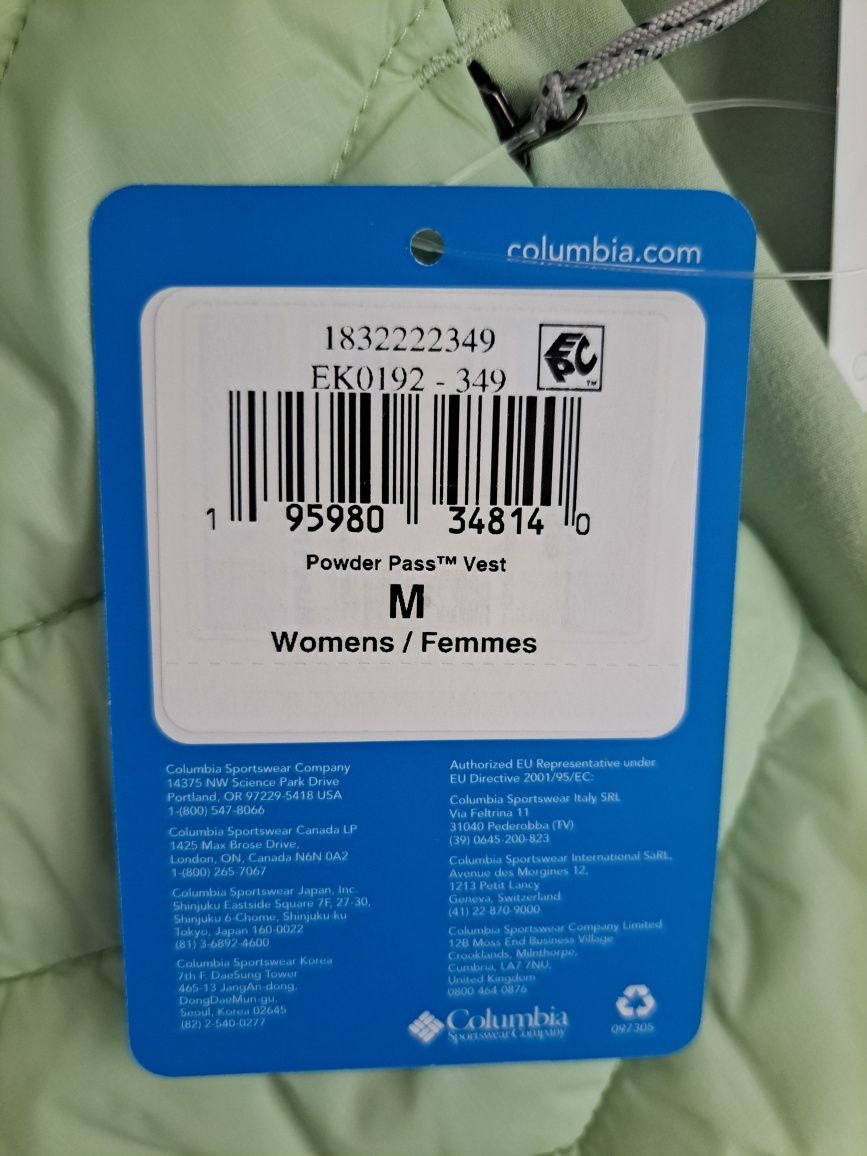 columbia.com
1832222349
EK0192 - 349
EPC
TM
1 95980 34814 0
Powder Pass™ Vest
M
Womens / Femmes
Columbia Sportswear Company
14375 NW Science Park Drive
Portland, OR 97229-5418 USA
1-(800) 547-8066
Columbia Sportswear Canada LP
1425 Max Brose Drive,
London, ON, Canada N6N 0A2
1-(800) 265-7067
Columbia Sportswear Japan, Inc.
Shinjuku Eastside Square 7F, 27-30,
Shinjuku 6-Chome, Shinjuku-ku
Tokyo, Japan 160-0022
(81) 3-6892-4600
Columbia Sportswear Korea
7th F. DaeSung Tower
465-13 JangAn-dong,
DongDaeMun-gu,
Seoul, Korea 02645
(82) 2-540-0277
Authorized EU Representative under
EU Directive 2001/95/EC:
Columbia Sportswear Italy SRL
Via Feltrina 11
31040 Pederobba (TV)
(39) 0645-200-823
Columbia Sportswear International SaRL,
Avenue des Morgines 12,
1213 Petit Lancy
Geneva, Switzerland
(41) 22-870-9000
Columbia Sportswear Company Limited
12B Moss End Business Village
Crooklands, Milnthorpe,
Cumbria, LA7 7NU,
United Kingdom
0800 464 0876
Columbia
Sportswear Company
097305